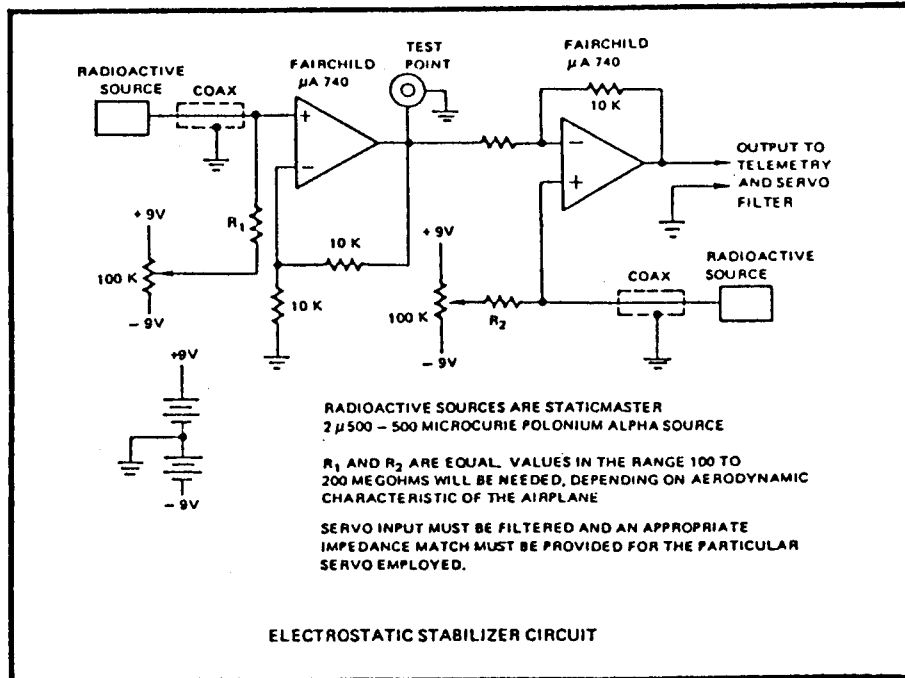 RADIOACTIVE
SOURCE
COAX
FAIRCHILD
μA 740
TEST
POINT
FAIRCHILD
μA 740
10 K
+
−
−
+
OUTPUT TO
TELEMETRY
AND SERVO
FILTER
R1
+9V
100 K
− 9V
10 K
10 K
+ 9V
100 K
− 9V
R2
COAX
RADIOACTIVE
SOURCE
+9V
− 9V
RADIOACTIVE SOURCES ARE STATICMASTER
2 μ500 – 500 MICROCURIE POLONIUM ALPHA SOURCE
R1 AND R2 ARE EQUAL. VALUES IN THE RANGE 100 TO
200 MEGOHMS WILL BE NEEDED, DEPENDING ON AERODYNAMIC
CHARACTERISTIC OF THE AIRPLANE
SERVO INPUT MUST BE FILTERED AND AN APPROPRIATE
IMPEDANCE MATCH MUST BE PROVIDED FOR THE PARTICULAR
SERVO EMPLOYED.
ELECTROSTATIC STABILIZER CIRCUIT